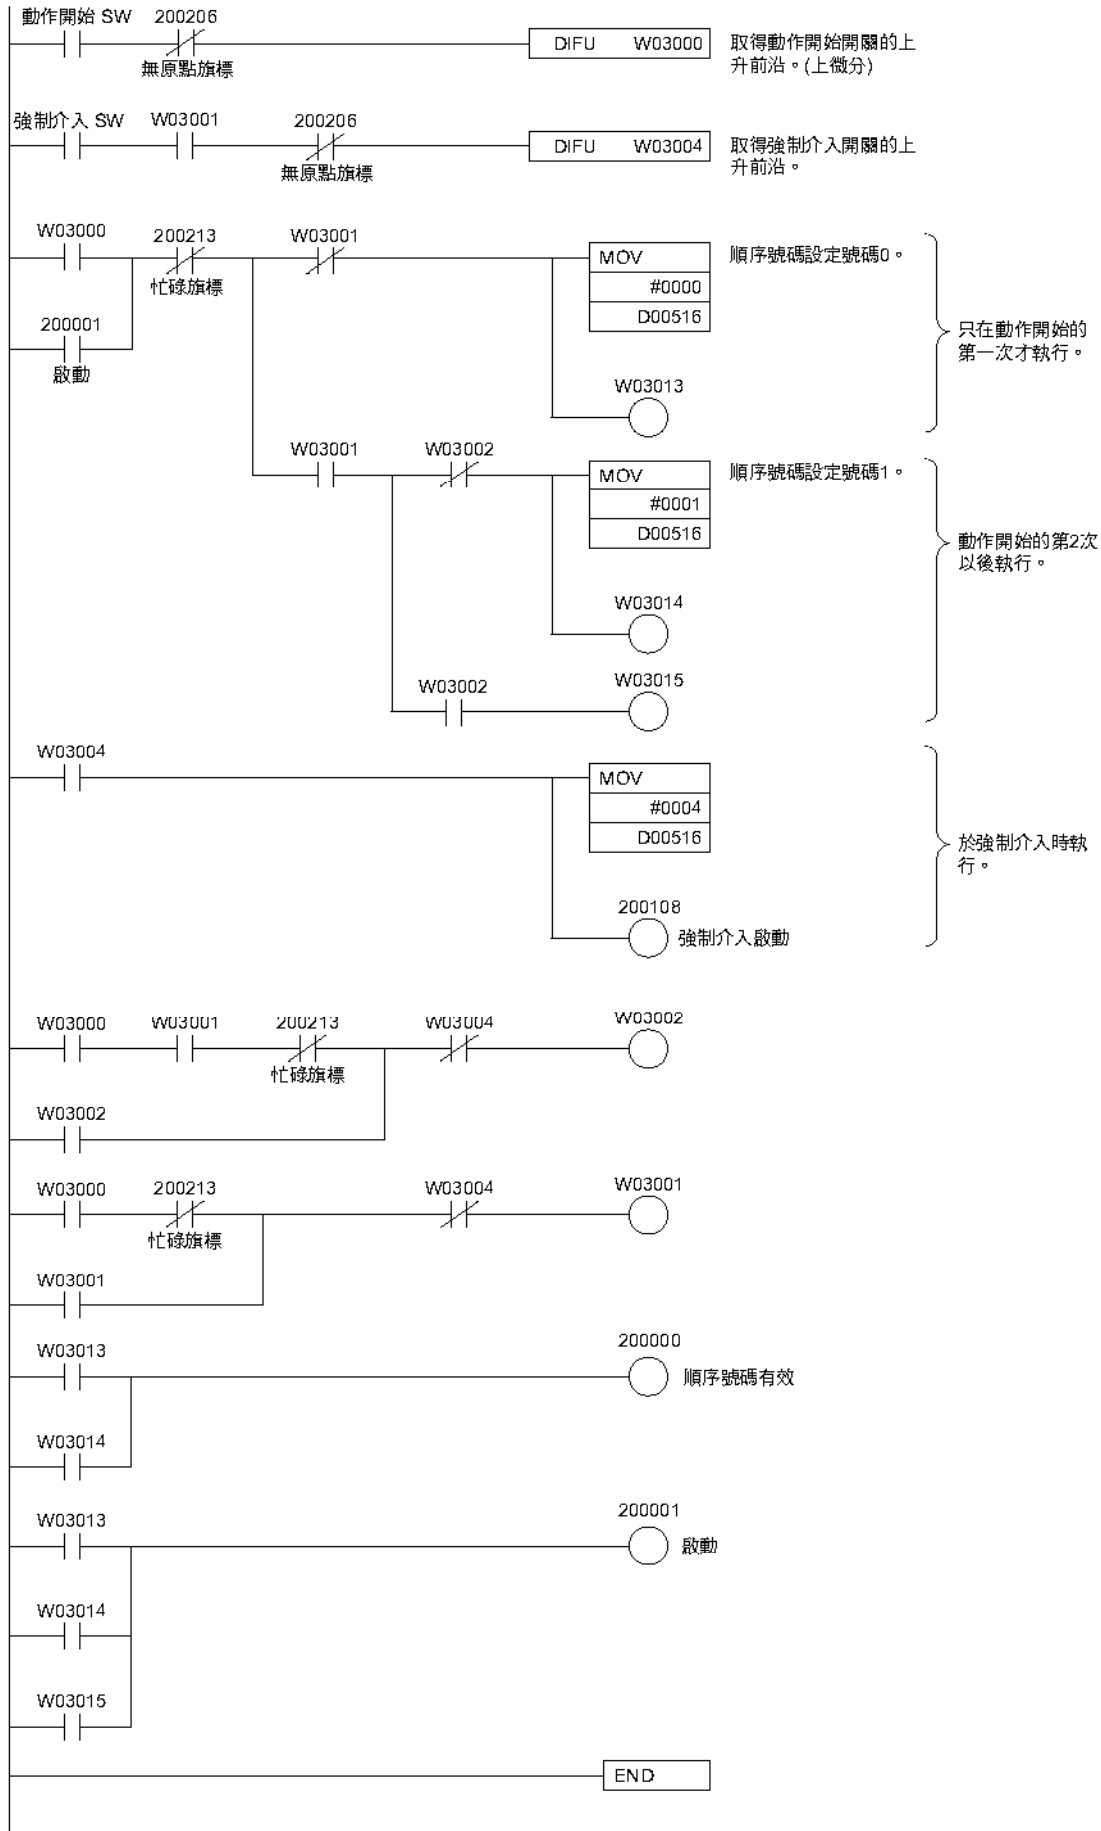 動作開始 SW
200206
無原點旗標
DIFU W03000
取得動作開始開關的上
升前沿。(上微分)
強制介入 SW
W03001
200206
無原點旗標
DIFU W03004
取得強制介入開關的上
升前沿。
W03000
200213
忙碌旗標
W03001
MOV
#0000
D00516
順序號碼設定號碼0。
200001
啟動
只在動作開始的
第一次才執行。
W03013
W03001
W03002
MOV
#0001
D00516
順序號碼設定號碼1。
動作開始的第2次
以後執行。
W03014
W03002
W03015
W03004
MOV
#0004
D00516
於強制介入時執
行。
200108
強制介入啟動
W03000
W03001
200213
忙碌旗標
W03004
W03002
W03002
W03000
200213
忙碌旗標
W03004
W03001
W03001
W03013
200000
順序號碼有效
W03014
W03013
200001
啟動
W03014
W03015
END